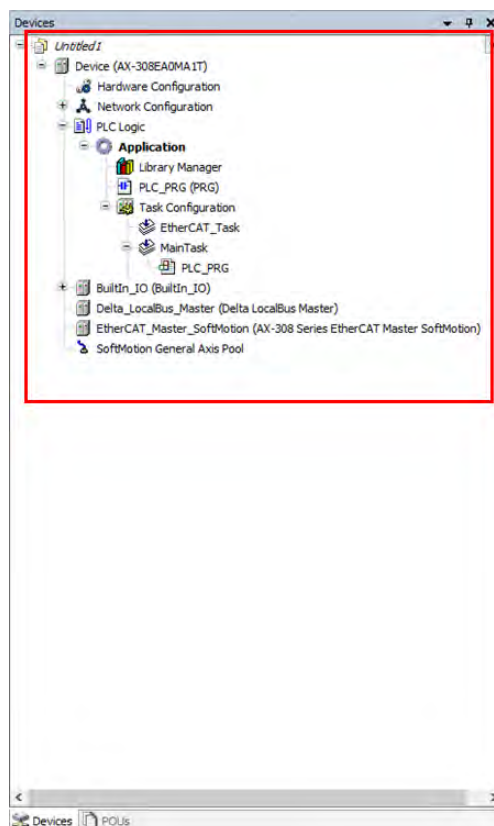 Devices
Untitled1
Device (AX-308EA0MA1T)
Hardware Configuration
Network Configuration
PLC Logic
Application
Library Manager
PLC_PRG (PRG)
Task Configuration
EtherCAT_Task
MainTask
PLC_PRG
BuiltIn_IO (BuiltIn_IO)
Delta_LocalBus_Master (Delta LocalBus Master)
EtherCAT_Master_SoftMotion (AX-308 Series EtherCAT Master SoftMotion)
SoftMotion General Axis Pool
Devices POUs